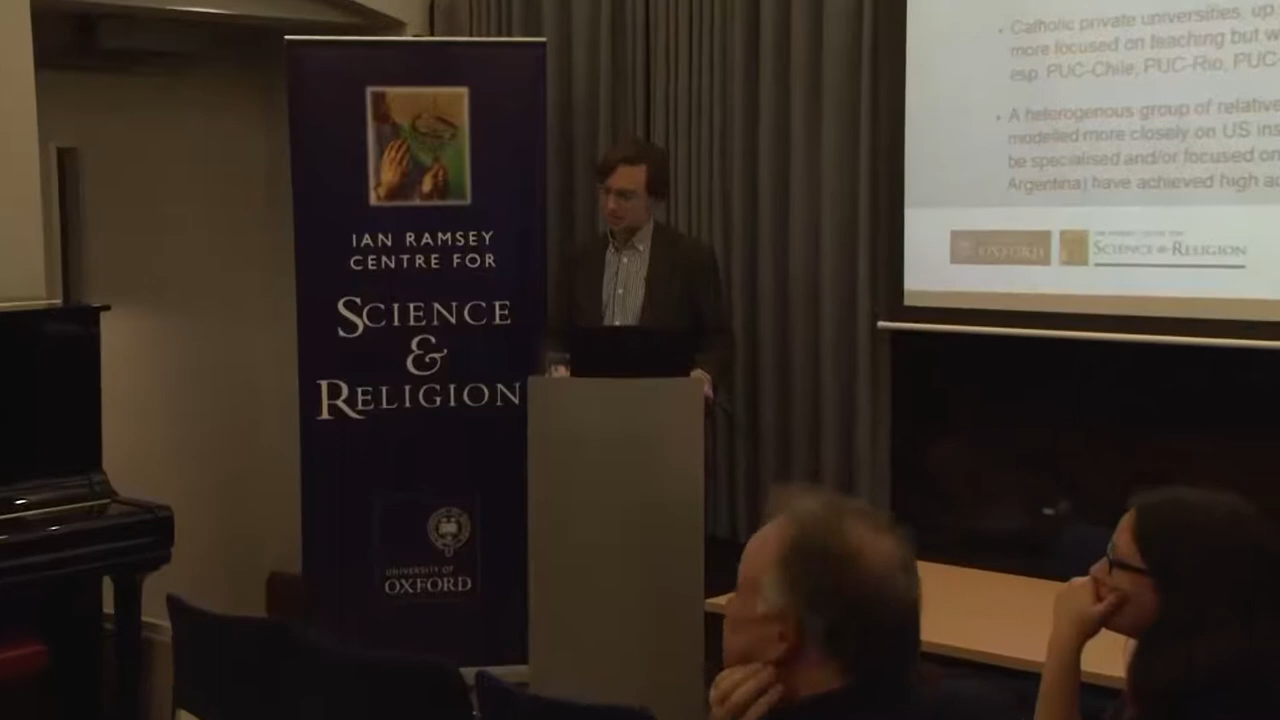 IAN RAMSEY
CENTRE FOR
SCIENCE
&
RELIGION
UNIVERSITY OF
OXFORD
• Catholic private universities, up
more focused on teaching but w
esp. PUC-Chile, PUC-Rio, PUC-
• A heterogenous group of relative
modelled more closely on US ins
be specialised and/or focused on
Argentina) have achieved high ac
OXFORD
SCIENCE & RELIGION